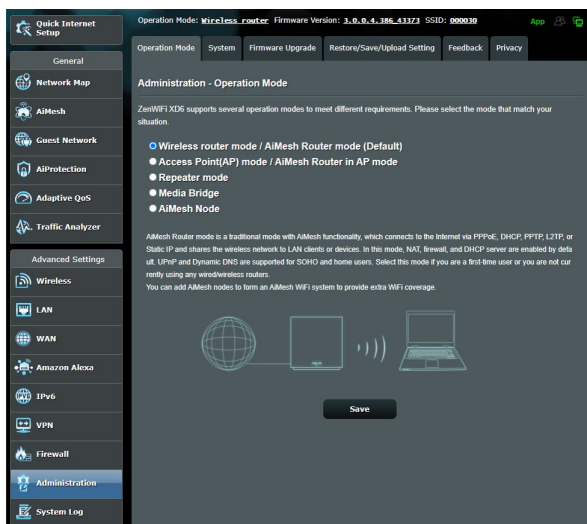 Quick Internet
Setup
Operation Mode: Wireless router Firmware Version: 3.0.0.4.386_43373 SSID: 000030
App
Operation Mode
System
Firmware Upgrade
Restore/Save/Upload Setting
Feedback
Privacy
General
Network Map
AiMesh
Guest Network
AiProtection
Adaptive QoS
Traffic Analyzer
Advanced Settings
Wireless
LAN
WAN
Amazon Alexa
IPv6
VPN
Firewall
Administration
System Log
Administration - Operation Mode
ZenWiFi XD6 supports several operation modes to meet different requirements. Please select the mode that match your
situation.
Wireless router mode / AiMesh Router mode (Default)
Access Point(AP) mode / AiMesh Router in AP mode
Repeater mode
Media Bridge
AiMesh Node
AiMesh Router mode is a traditional mode with AiMesh functionality, which connects to the Internet via PPPoE, DHCP, PPTP, L2TP, or
Static IP and shares the wireless network to LAN clients or devices. In this mode, NAT, firewall, and DHCP server are enabled by defa
ult. UPnP and Dynamic DNS are supported for SOHO and home users. Select this mode if you are a first-time user or you are not cur
rently using any wired/wireless routers.
You can add AiMesh nodes to form an AiMesh WiFi system to provide extra WiFi coverage.
Save